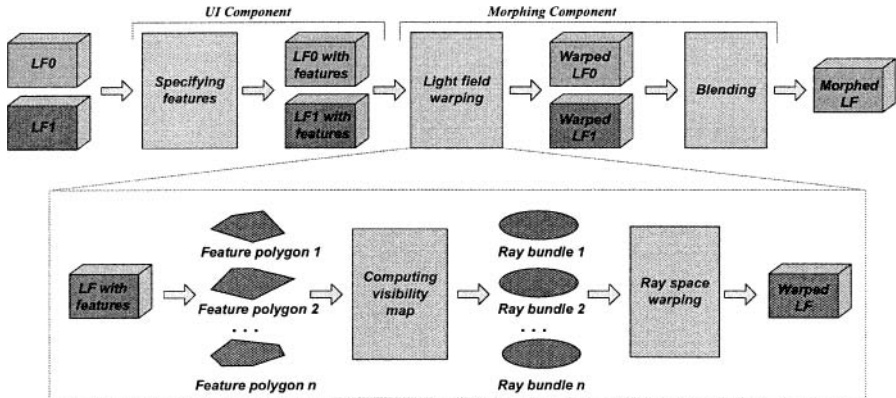 UI Component
Morphing Component
LF0
LF1
Specifying
features
LF0 with
features
LF1 with
features
Light field
warping
Warped
LF0
Warped
LF1
Blending
Morphed
LF
LF with
features
Feature polygon 1
Feature polygon 2
. . .
Feature polygon n
Computing
visibility
map
Ray bundle 1
Ray bundle 2
. . .
Ray bundle n
Ray space
warping
Warped
LF